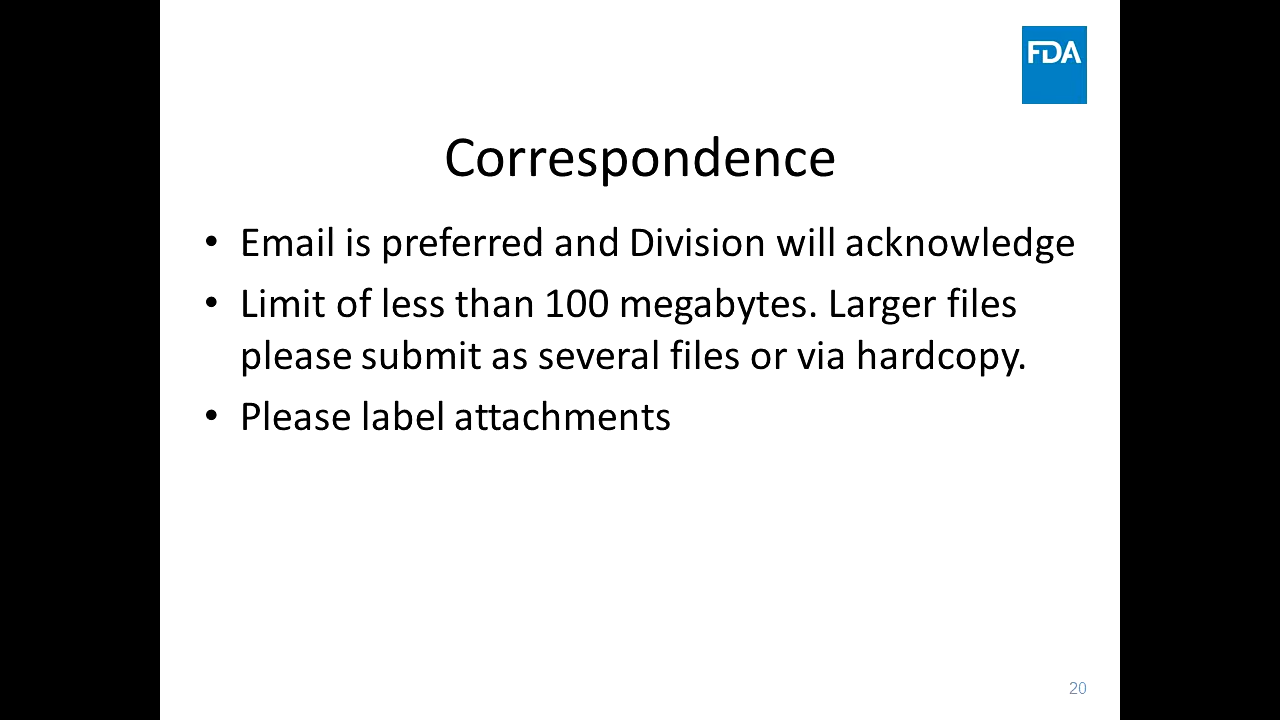 FDA
Correspondence
• Email is preferred and Division will acknowledge
• Limit of less than 100 megabytes. Larger files
please submit as several files or via hardcopy.
• Please label attachments
20